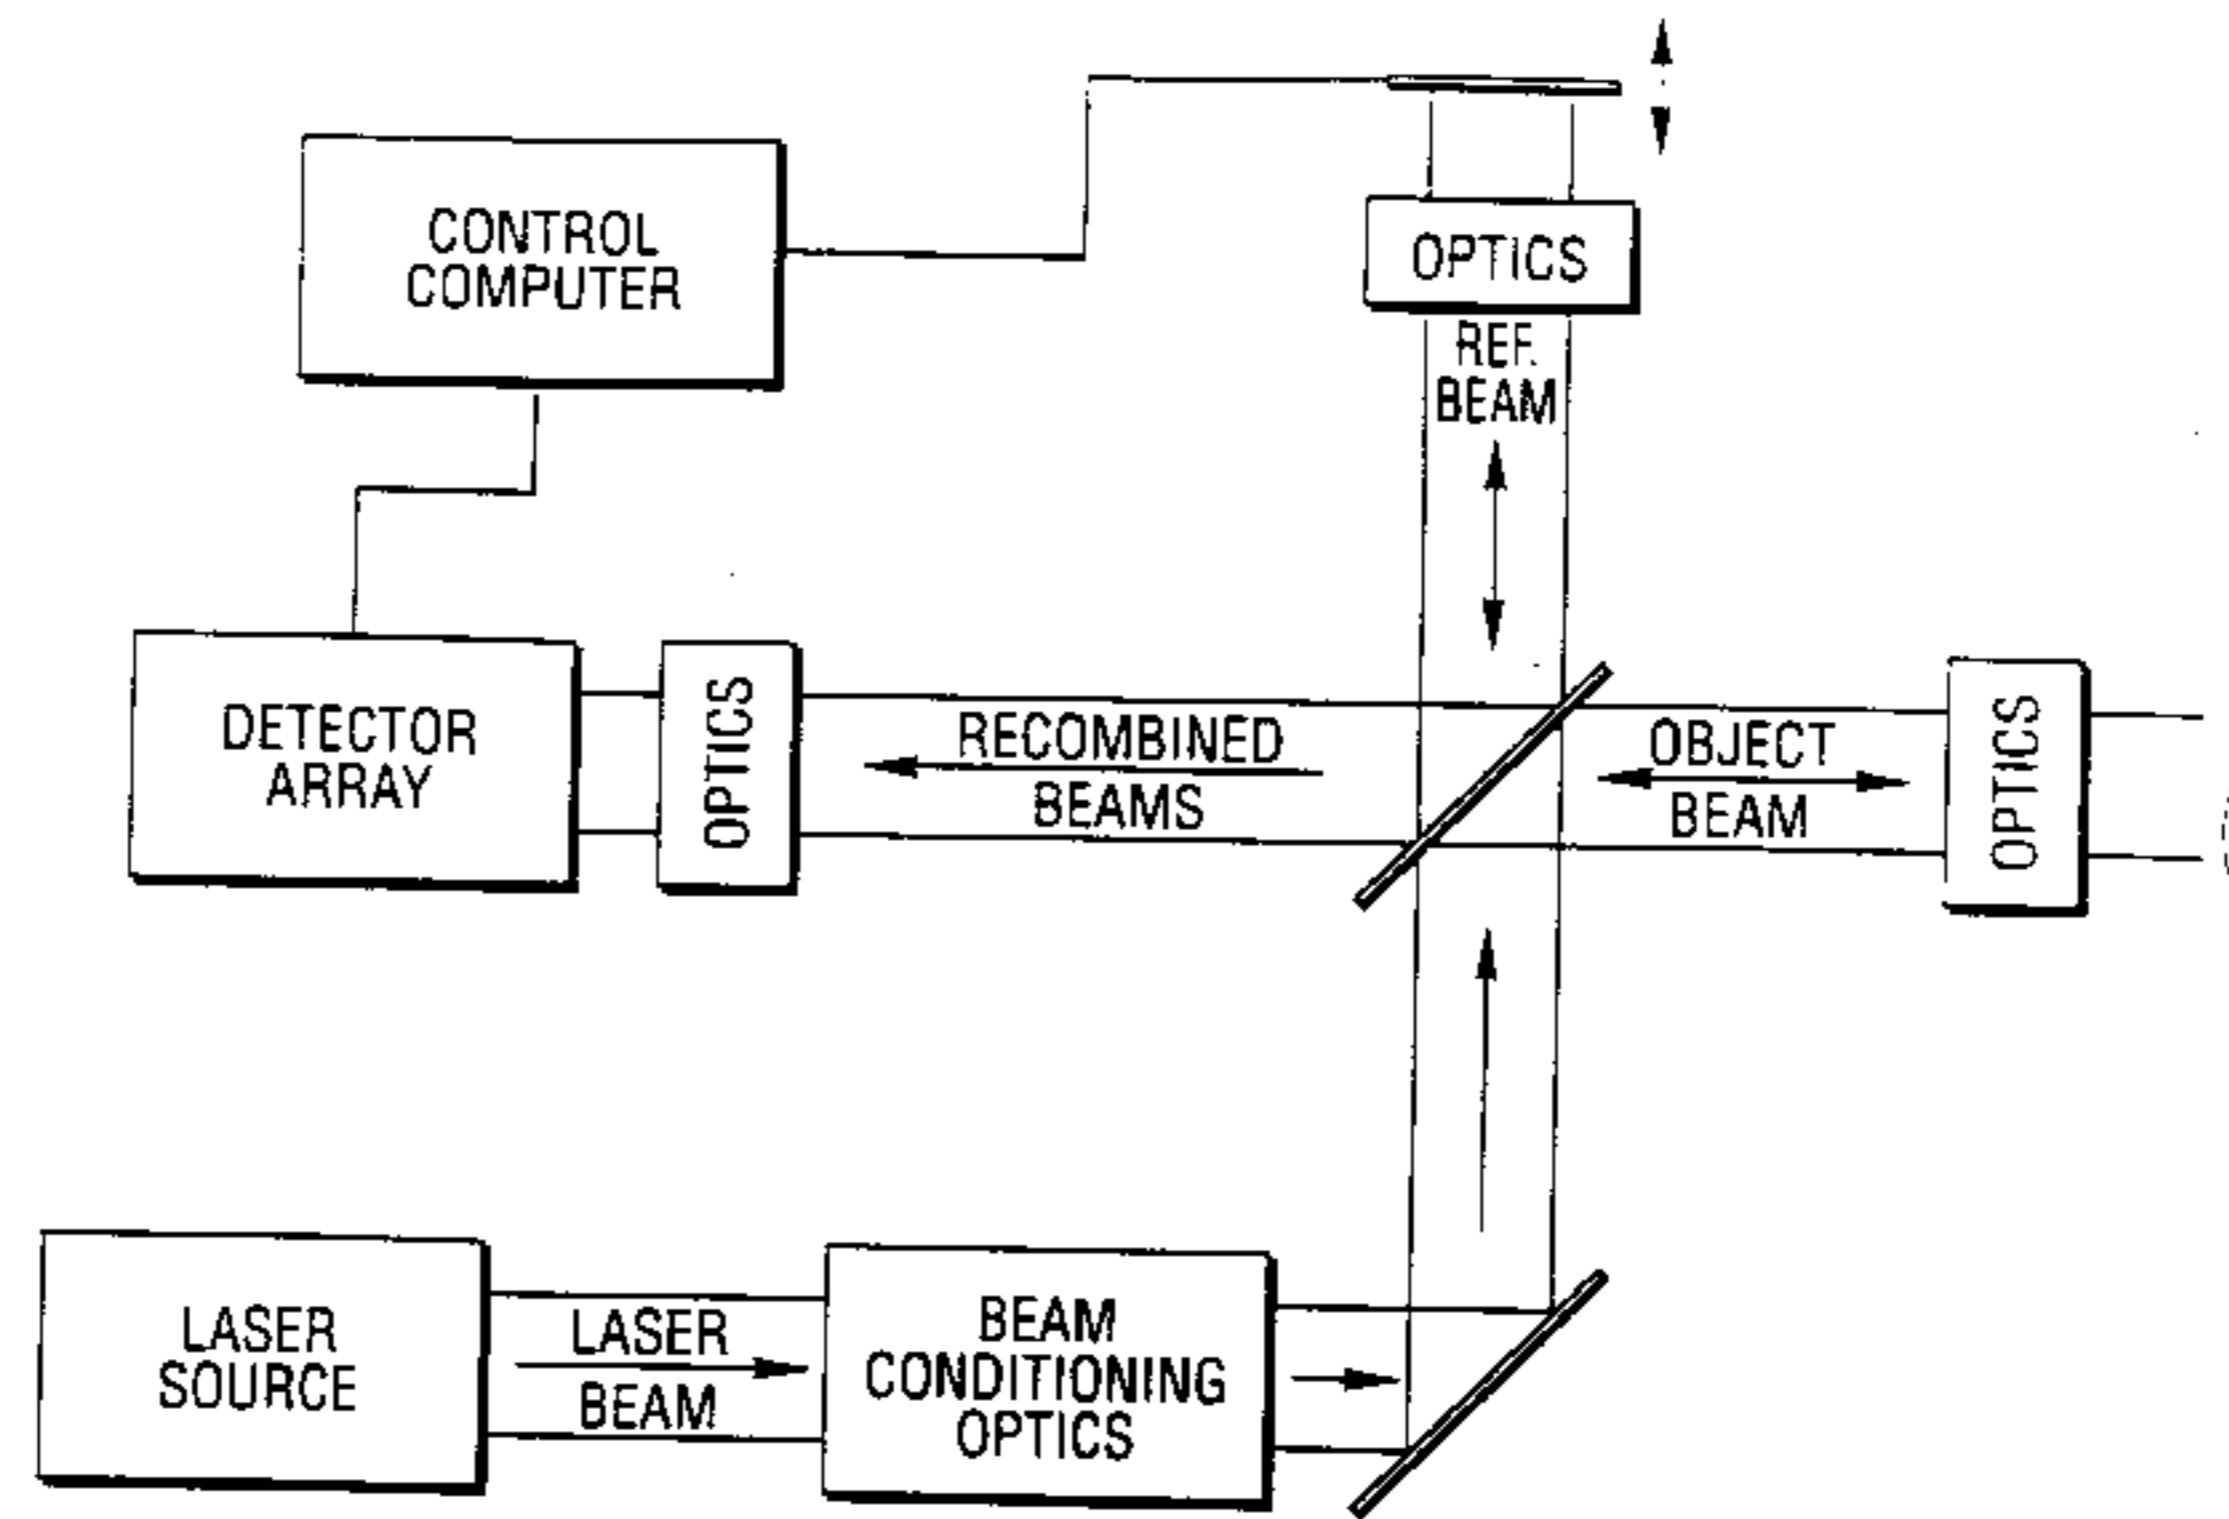 CONTROL
COMPUTER
OPTICS
REF.
BEAM
DETECTOR
ARRAY
OPTICS
RECOMBINED
BEAMS
OBJECT
BEAM
OPTICS
LASER
SOURCE
LASER
BEAM
BEAM
CONDITIONING
OPTICS